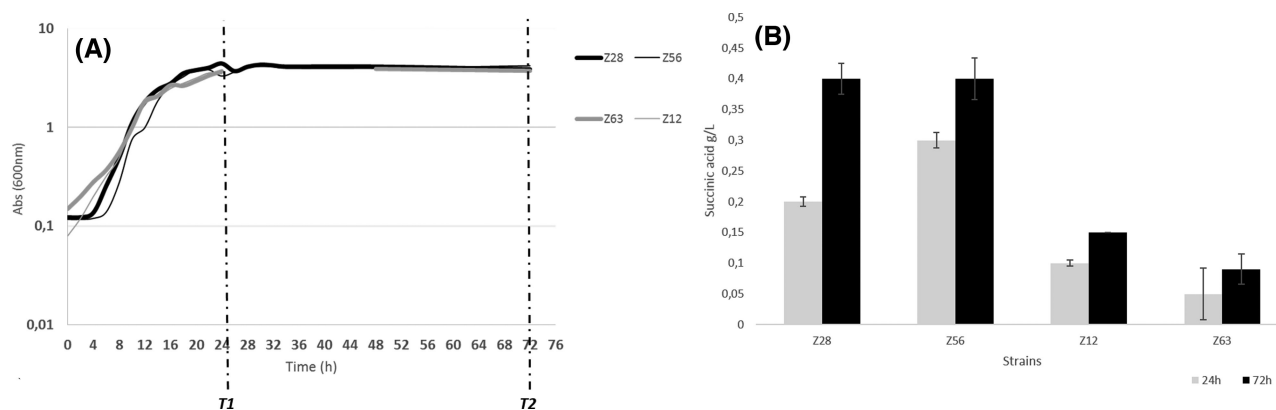 (A)
10
1
0,1
0,01
Abs (600nm)
0 4 8 12 16 20 24 28 32 36 40 44 48 52 56 60 64 68 72 76
Time (h)
T1 T2
Z28 Z56
Z63 Z12
(B)
0,5
0,45
0,4
0,35
0,3
0,25
0,2
0,15
0,1
0,05
0
Succinic acid g/L
Z28 Z56 Z12 Z63
Strains
24h 72h